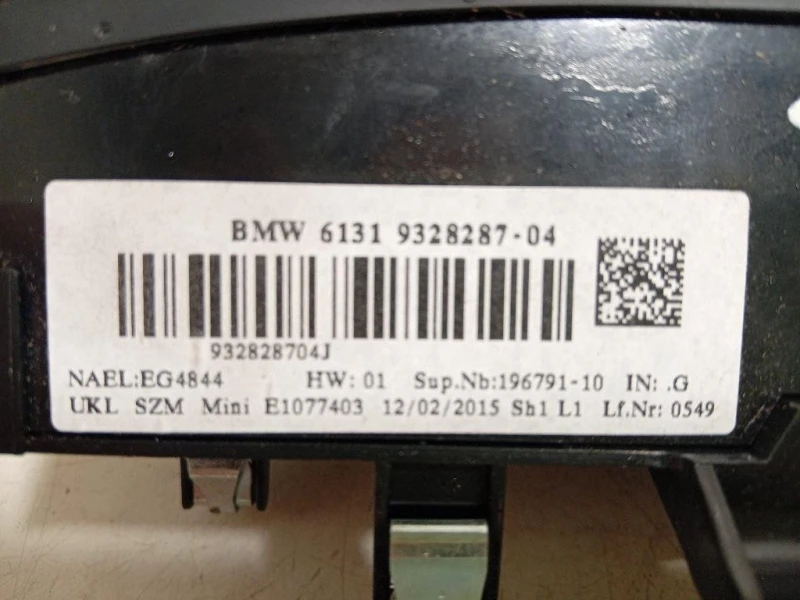 BMW 6131 9328287-04
932828704J
NAEL:EG4844 HW: 01 Sup.Nb:196791-10 IN: .G
UKL SZM Mini E1077403 12/02/2015 Sh1 L1 Lf.Nr: 0549